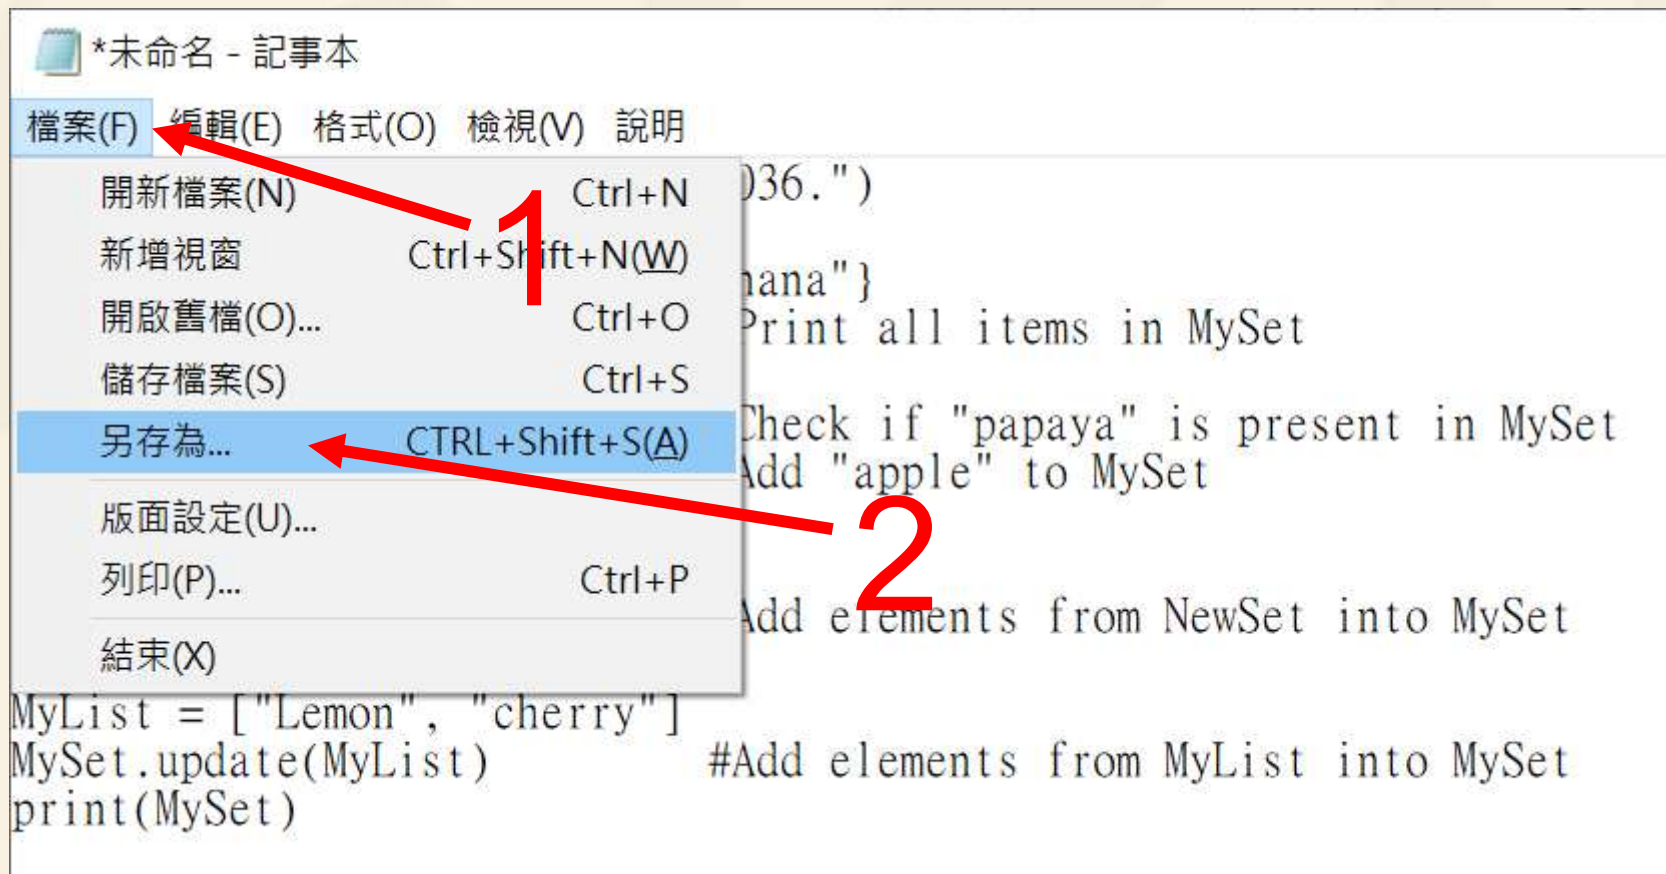 *未命名 - 記事本
檔案(F) 編輯(E) 格式(O) 檢視(V) 說明
開新檔案(N) Ctrl+N
新增視窗 Ctrl+Shift+N(W)
開啟舊檔(O)... Ctrl+O
儲存檔案(S) Ctrl+S
另存為... CTRL+Shift+S(A)
版面設定(U)...
列印(P)... Ctrl+P
結束(X)
1
2
036.")
nana"}
Print all items in MySet
Check if "papaya" is present in MySet
Add "apple" to MySet
Add elements from NewSet into MySet
MyList = ["Lemon", "cherry"]
MySet.update(MyList) #Add elements from MyList into MySet
print(MySet)